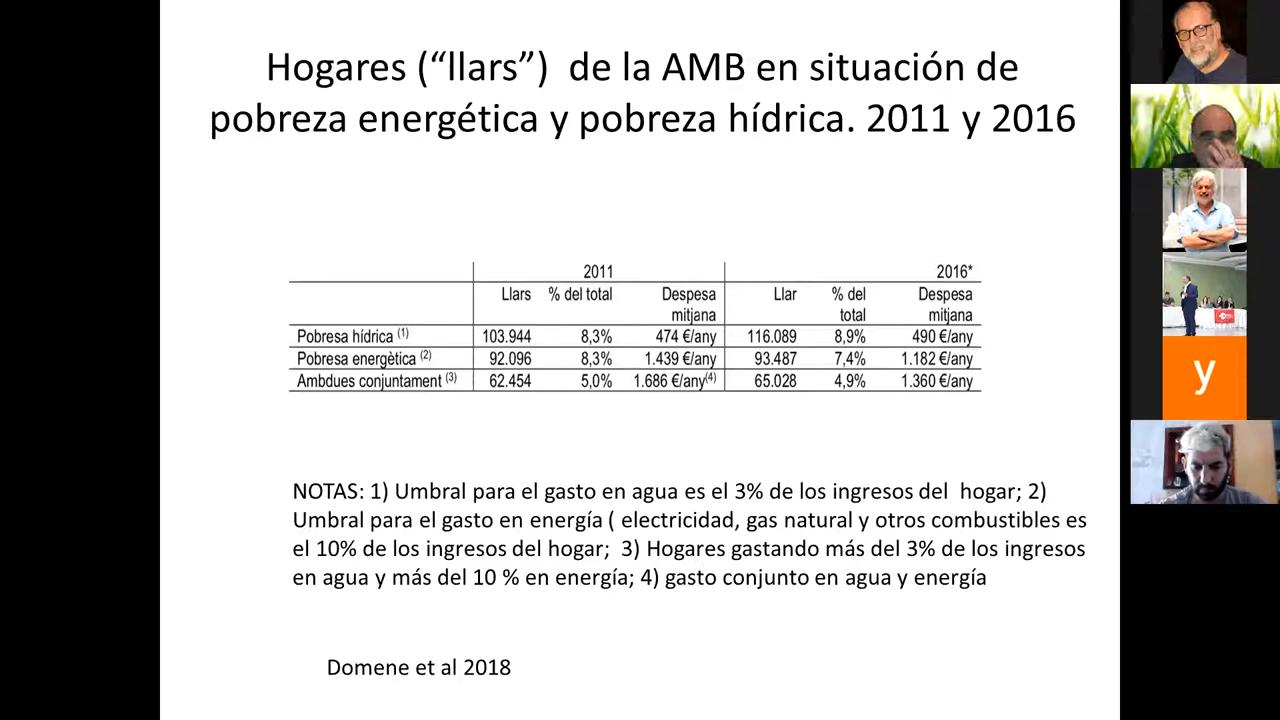 Hogares (“llars”)  de la AMB en situación de
pobreza energética y pobreza hídrica. 2011 y 2016
2011 2016*
Llars % del total Despesa mitjana Llar % del total Despesa mitjana
Pobresa hídrica (1) 103.944 8,3% 474 €/any 116.089 8,9% 490 €/any
Pobresa energètica (2) 92.096 8,3% 1.439 €/any 93.487 7,4% 1.182 €/any
Ambdues conjuntament (3) 62.454 5,0% 1.686 €/any(4) 65.028 4,9% 1.360 €/any
NOTAS: 1) Umbral para el gasto en agua es el 3% de los ingresos del  hogar; 2)
Umbral para el gasto en energía ( electricidad, gas natural y otros combustibles es
el 10% de los ingresos del hogar;  3) Hogares gastando más del 3% de los ingresos
en agua y más del 10 % en energía; 4) gasto conjunto en agua y energía
Domene et al 2018
y